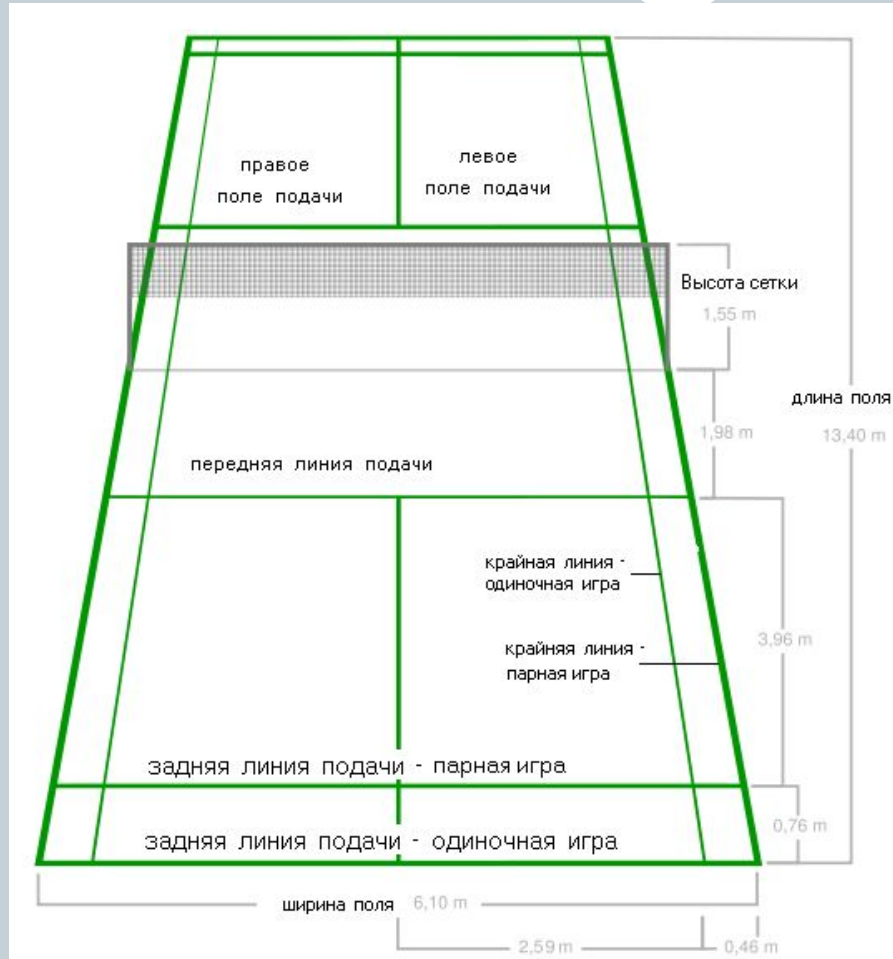 правое
поле подачи
левое
поле подачи
Высота сетки
1,55 m
длина поля
13,40 m
1,98 m
передняя линия подачи
крайная линия -
одиночная игра
крайняя линия -
парная игра
3,96 m
задняя линия подачи - парная игра
0,76 m
задняя линия подачи - одиночная игра
ширина поля 6,10 m
2,59 m
0,46 m